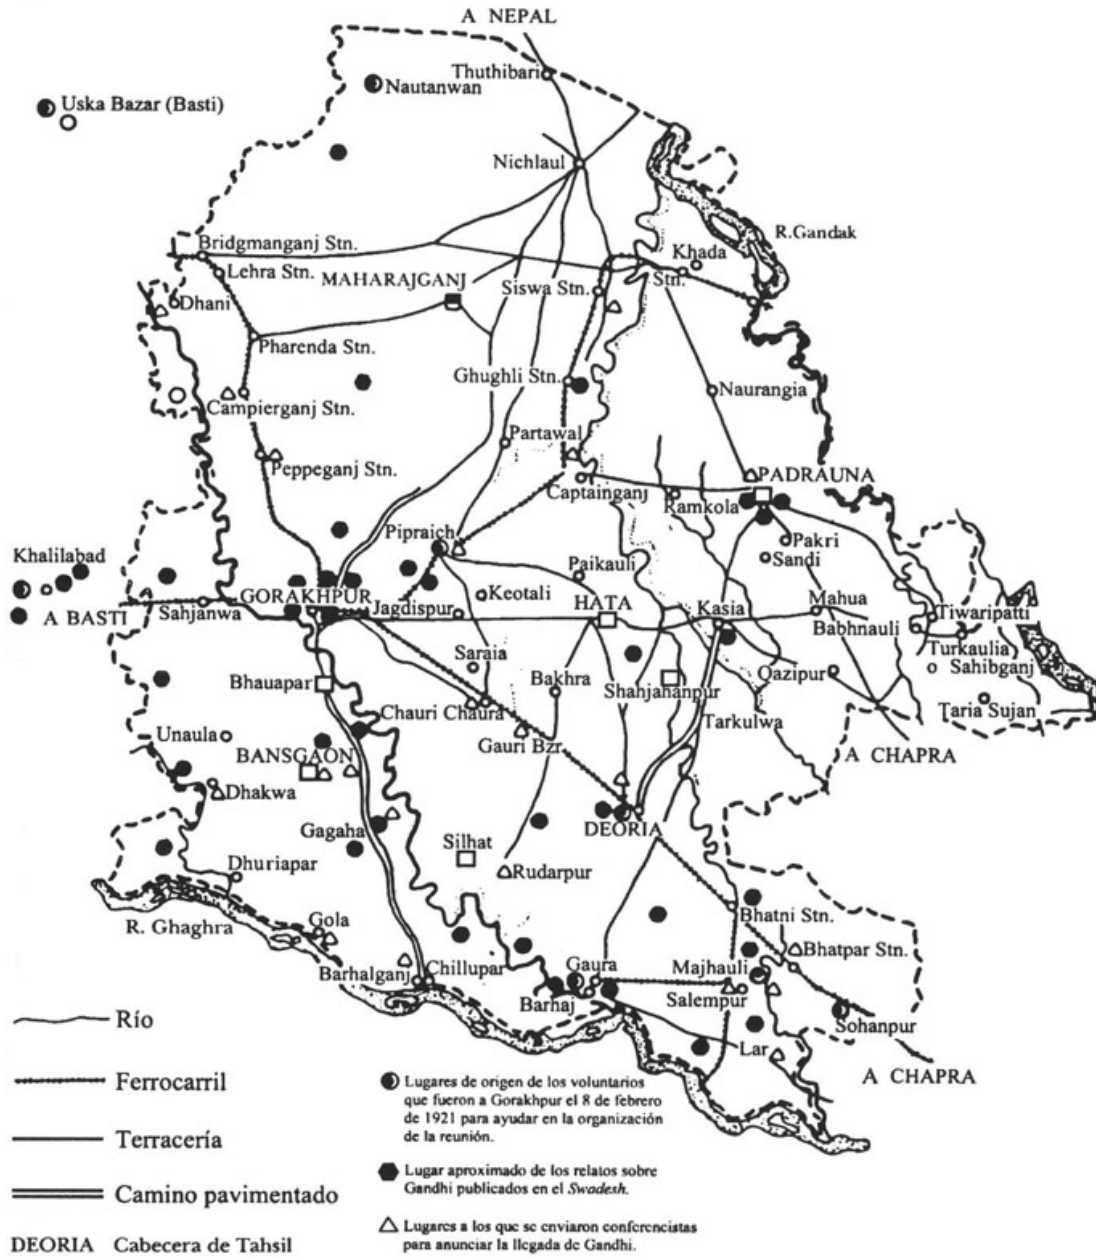 A NEPAL
Thuthibari
Nautanwan
Uska Bazar (Basti)
Nichlaul
R.Gandak
Bridgmanganj Stn.
Khada
Lehra Stn.
Stn.
MAHARAJGANJ
Siswa Stn.
Dhani
Pharenda Stn.
Ghughli Stn.
Naurangia
Campierganj Stn.
Partawal
Peppeganj Stn.
PADRAUNA
Captainganj
Ramkola
Pipraich
Pakri
Khalilabad
Paikauli
Sandi
GORAKHPUR
Keotali
HATA
Kasia
Mahua
Tiwaripatti
A BASTI
Sahjanwa
Jagdispur
Babhnauli
Turkaulia
Saraia
Sahibganj
Bhauapar
Bakhra
Shahjahanpur
Qazipur
Taria Sujan
Chauri Chaura
Tarkulwa
Unaula
Gauri Bzr.
BANSGAON
A CHAPRA
Dhakwa
Gagaha
DEORIA
Silhat
Dhuriapar
Rudarpur
R. Ghaghra
Gola
Bhatni Stn.
Bhatpar Stn.
Barhalganj
Chillupar
Gaura
Majhauli
Barhaj
Salempur
Sohanpur
Lar
A CHAPRA
Río
Ferrocarril
Terracería
Camino pavimentado
DEORIA Cabecera de Tahsil
Lugares de origen de los voluntarios
que fueron a Gorakhpur el 8 de febrero
de 1921 para ayudar en la organización
de la reunión.
Lugar aproximado de los relatos sobre
Gandhi publicados en el Swadesh.
Lugares a los que se enviaron conferencistas
para anunciar la llegada de Gandhi.